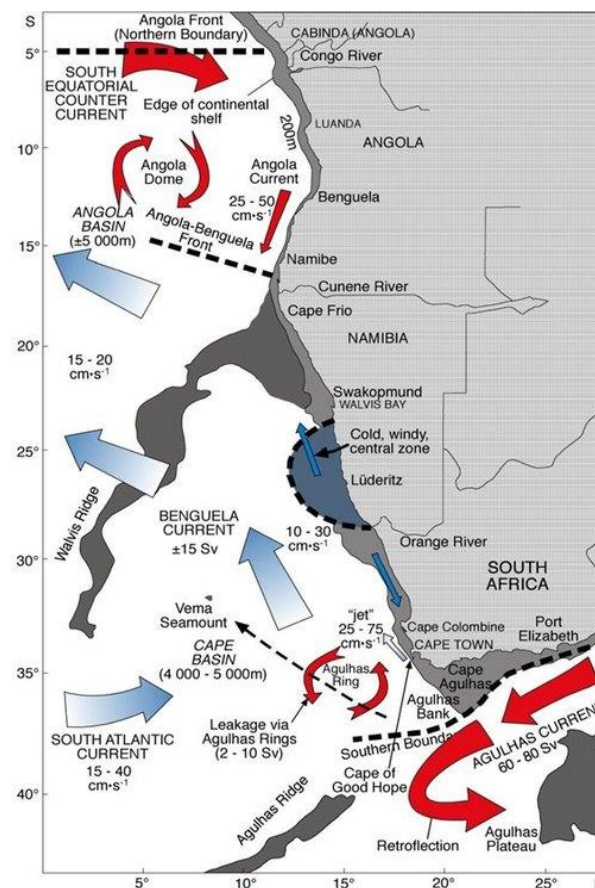 S
Angola Front
(Northern Boundary)
CABINDA (ANGOLA)
5°
Congo River
SOUTH
EQUATORIAL
COUNTER
CURRENT
Edge of continental
shelf
200m
LUANDA
ANGOLA
10°
Angola
Dome
Angola
Current
25 - 50
cm·s⁻¹
Benguela
ANGOLA
BASIN
(±5 000m)
Angola-Benguela
Front
15°
Namibe
Cunene River
Cape Frio
NAMIBIA
20°
15 - 20
cm·s⁻¹
Swakopmund
WALVIS BAY
Cold, windy,
central zone
25°
Lüderitz
Walvis Ridge
BENGUELA
CURRENT
±15 Sv
10 - 30
cm·s⁻¹
Orange River
30°
SOUTH
AFRICA
Vema
Seamount
"jet"
25 - 75
cm·s⁻¹
Cape Colombine
CAPE TOWN
Port
Elizabeth
CAPE
BASIN
(4 000 - 5 000m)
Agulhas
Ring
Cape
Agulhas
35°
Agulhas
Bank
Leakage via
Agulhas Rings
(2 - 10 Sv)
SOUTH ATLANTIC
CURRENT
15 - 40
cm·s⁻¹
Southern Bounda
AGULHAS CURREN
60 - 80 Sv
Cape of
Good Hope
40°
Agulhas Ridge
Retroflection
Agulhas
Plateau
5°
10°
15°
20°
25°